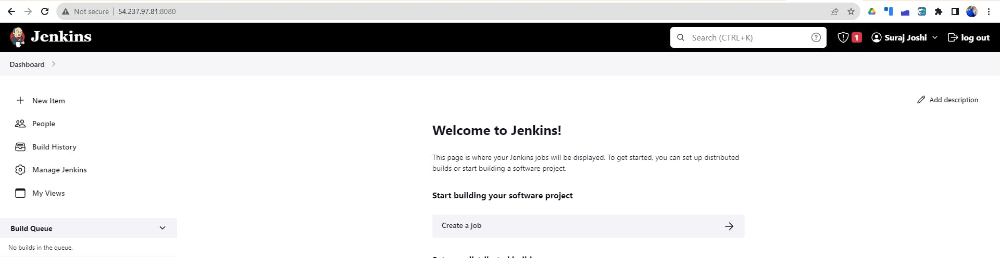 Not secure 54.237.97.81:8080
Jenkins
Search (CTRL+K)
1
Suraj Joshi
log out
Dashboard
New Item
Add description
People
Welcome to Jenkins!
Build History
This page is where your Jenkins jobs will be displayed. To get started, you can set up distributed
builds or start building a software project.
Manage Jenkins
My Views
Start building your software project
Create a job
Build Queue
No builds in the queue.